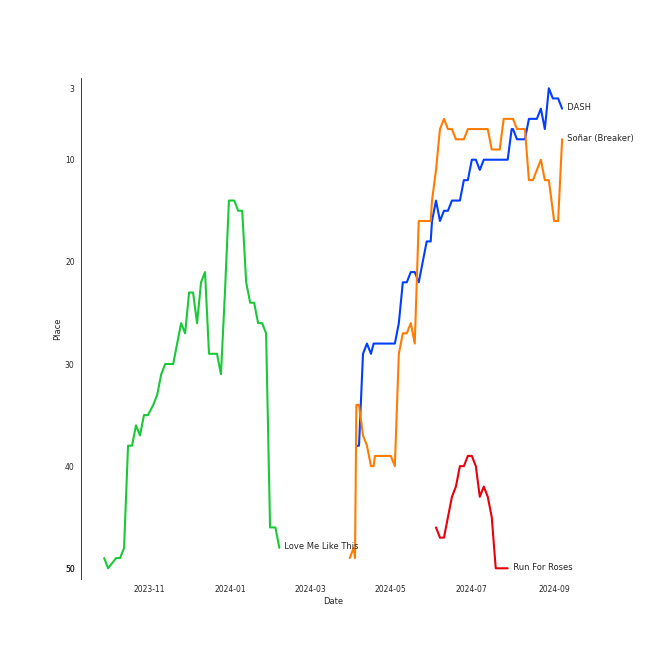 3
10
20
30
40
50
Place
DASH
Soñar (Breaker)
Love Me Like This
Run For Roses
2023-11
2024-01
2024-03
2024-05
2024-07
2024-09
Date